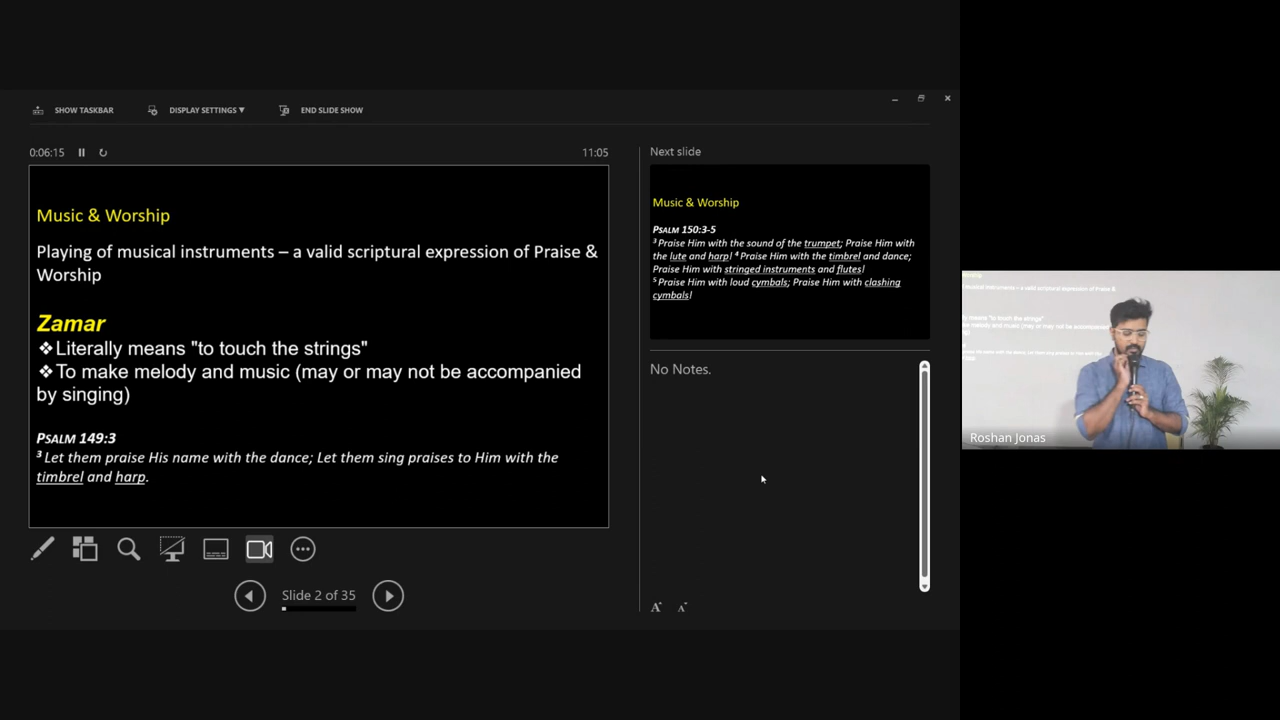 SHOW TASKBAR
DISPLAY SETTINGS ▼
END SLIDE SHOW
0:06:15
11:05
Music & Worship
Playing of musical instruments – a valid scriptural expression of Praise &
Worship
Zamar
❖Literally means "to touch the strings"
❖To make melody and music (may or may not be accompanied
by singing)
PSALM 149:3
3 Let them praise His name with the dance; Let them sing praises to Him with the
timbrel and harp.
Slide 2 of 35
Next slide
Music & Worship
PSALM 150:3-5
3 Praise Him with the sound of the trumpet; Praise Him with
the lute and harp! 4 Praise Him with the timbrel and dance;
Praise Him with stringed instruments and flutes!
5 Praise Him with loud cymbals; Praise Him with clashing
cymbals!
No Notes.
A A
Roshan Jonas